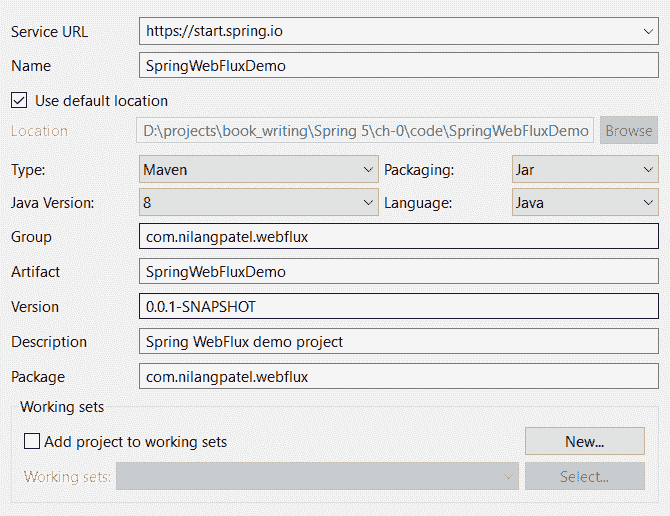 Service URL https://start.spring.io
Name SpringWebFluxDemo
Use default location
Location D:\projects\book_writing\Spring 5\ch-0\code\SpringWebFluxDemo Browse
Type: Maven Packaging: Jar
Java Version: 8 Language: Java
Group com.nilangpatel.webflux
Artifact SpringWebFluxDemo
Version 0.0.1-SNAPSHOT
Description Spring WebFlux demo project
Package com.nilangpatel.webflux
Working sets
Add project to working sets New...
Working sets: Select...